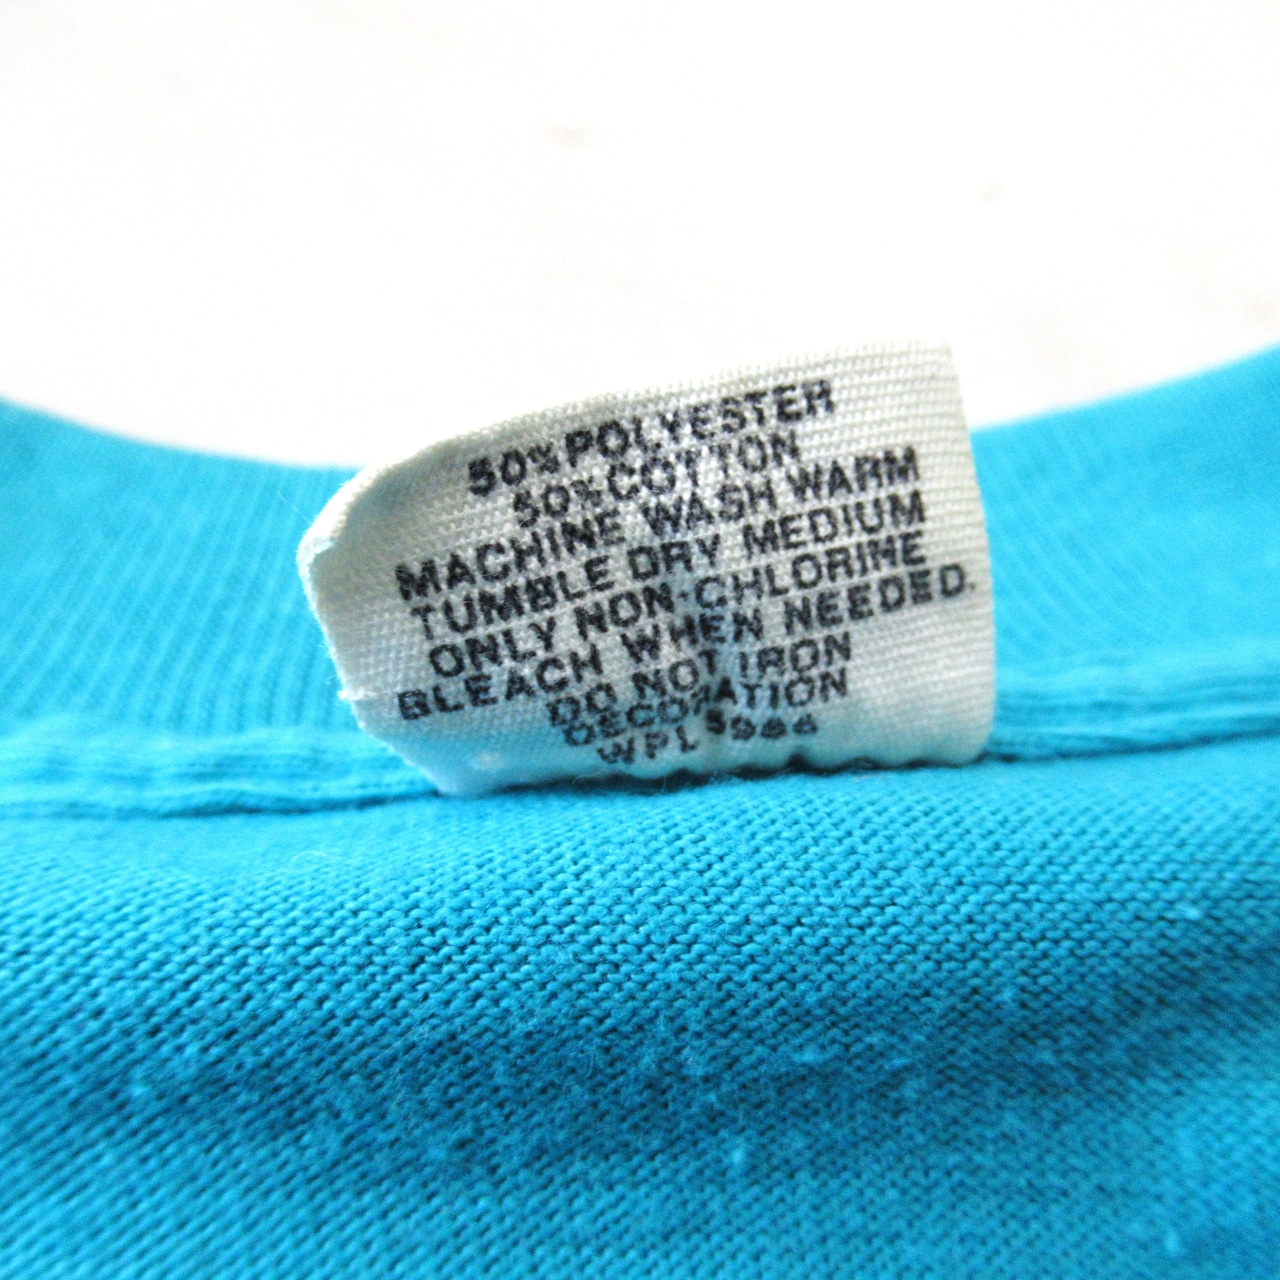 50%POLYESTER
50%COTTON
MACHINE WASH WARM
TUMBLE DRY MEDIUM
ONLY NON-CHLORINE
BLEACH WHEN NEEDED.
DO NOT IRON
DECORATION
WPL